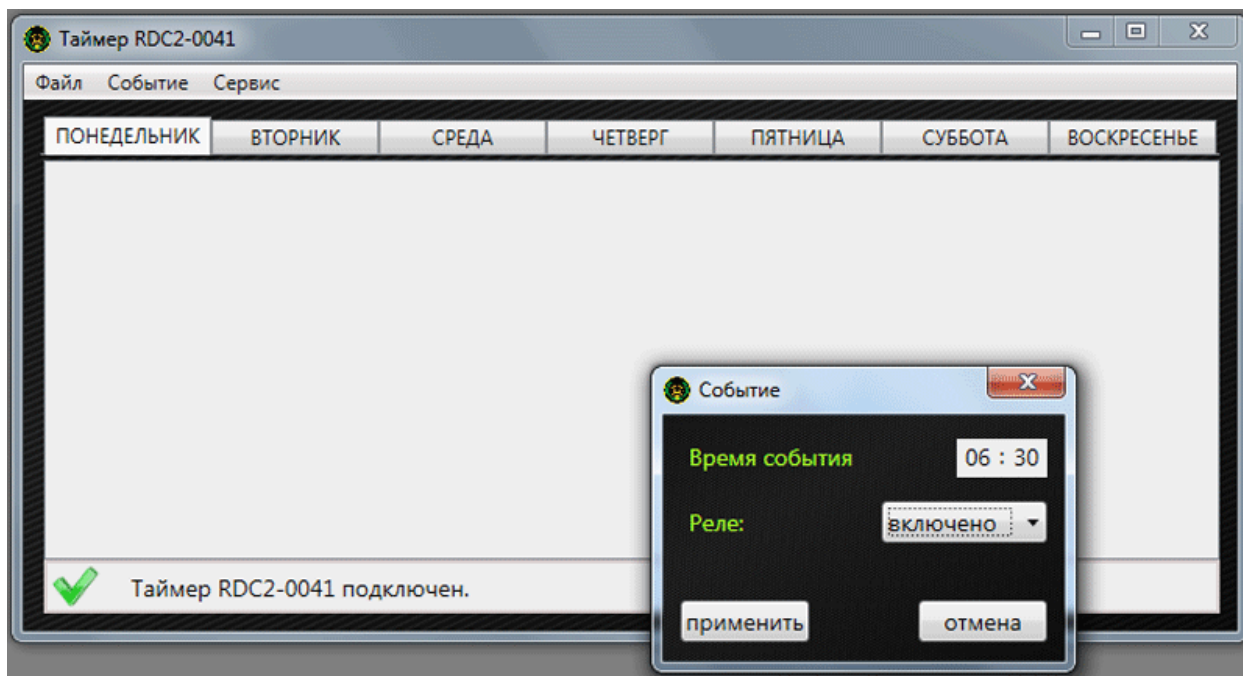 Таймер RDC2-0041
Файл Событие Сервис
ПОНЕДЕЛЬНИК ВТОРНИК СРЕДА ЧЕТВЕРГ ПЯТНИЦА СУББОТА ВОСКРЕСЕНЬЕ
Событие
Время события 06 : 30
Реле: включено
применить отмена
Таймер RDC2-0041 подключен.